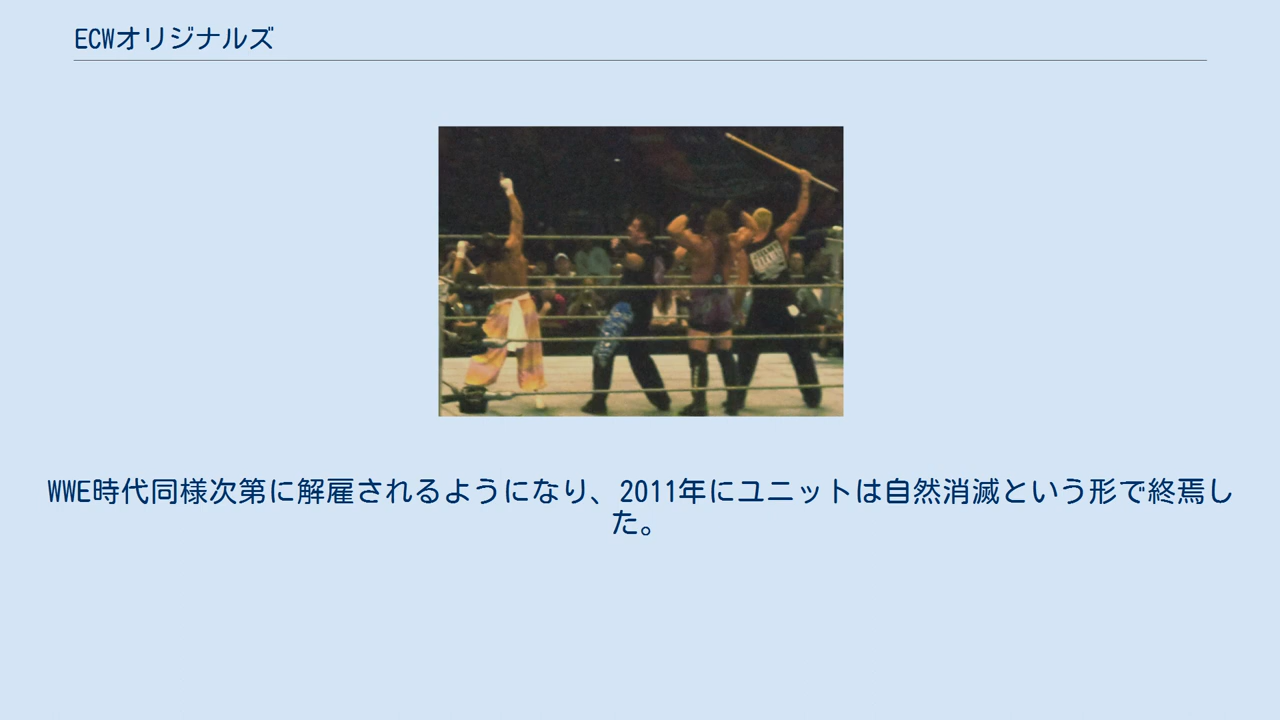 ECWオリジナルズ
WWE時代同様次第に解雇されるようになり、2011年にユニットは自然消滅という形で終焉し
た。